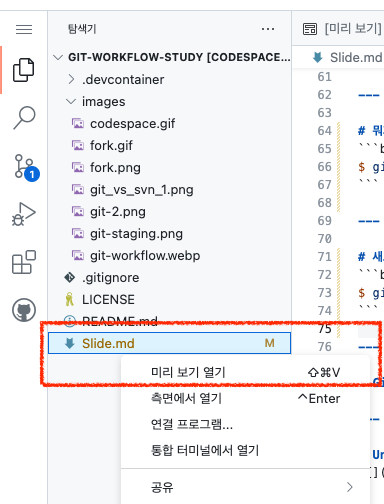 탐색기
[미리 보기]
GIT-WORKFLOW-STUDY [CODESPACE...
.devcontainer
images
codespace.gif
fork.gif
fork.png
git_vs_svn_1.png
git-2.png
git-staging.png
git-workflow.webp
.gitignore
LICENSE
README.md
Slide.md M
1
Slide.md
61
62 ---
63
64 # 뭐
65 ```b
66 $ gi
67 ```
68
69 ---
70
71 # 새
72 ```b
73 $ gi
74 ```
75
76 ---
미리 보기 열기 ⇧⌘V
측면에서 열기 ^Enter
연결 프로그램...
통합 터미널에서 열기
공유